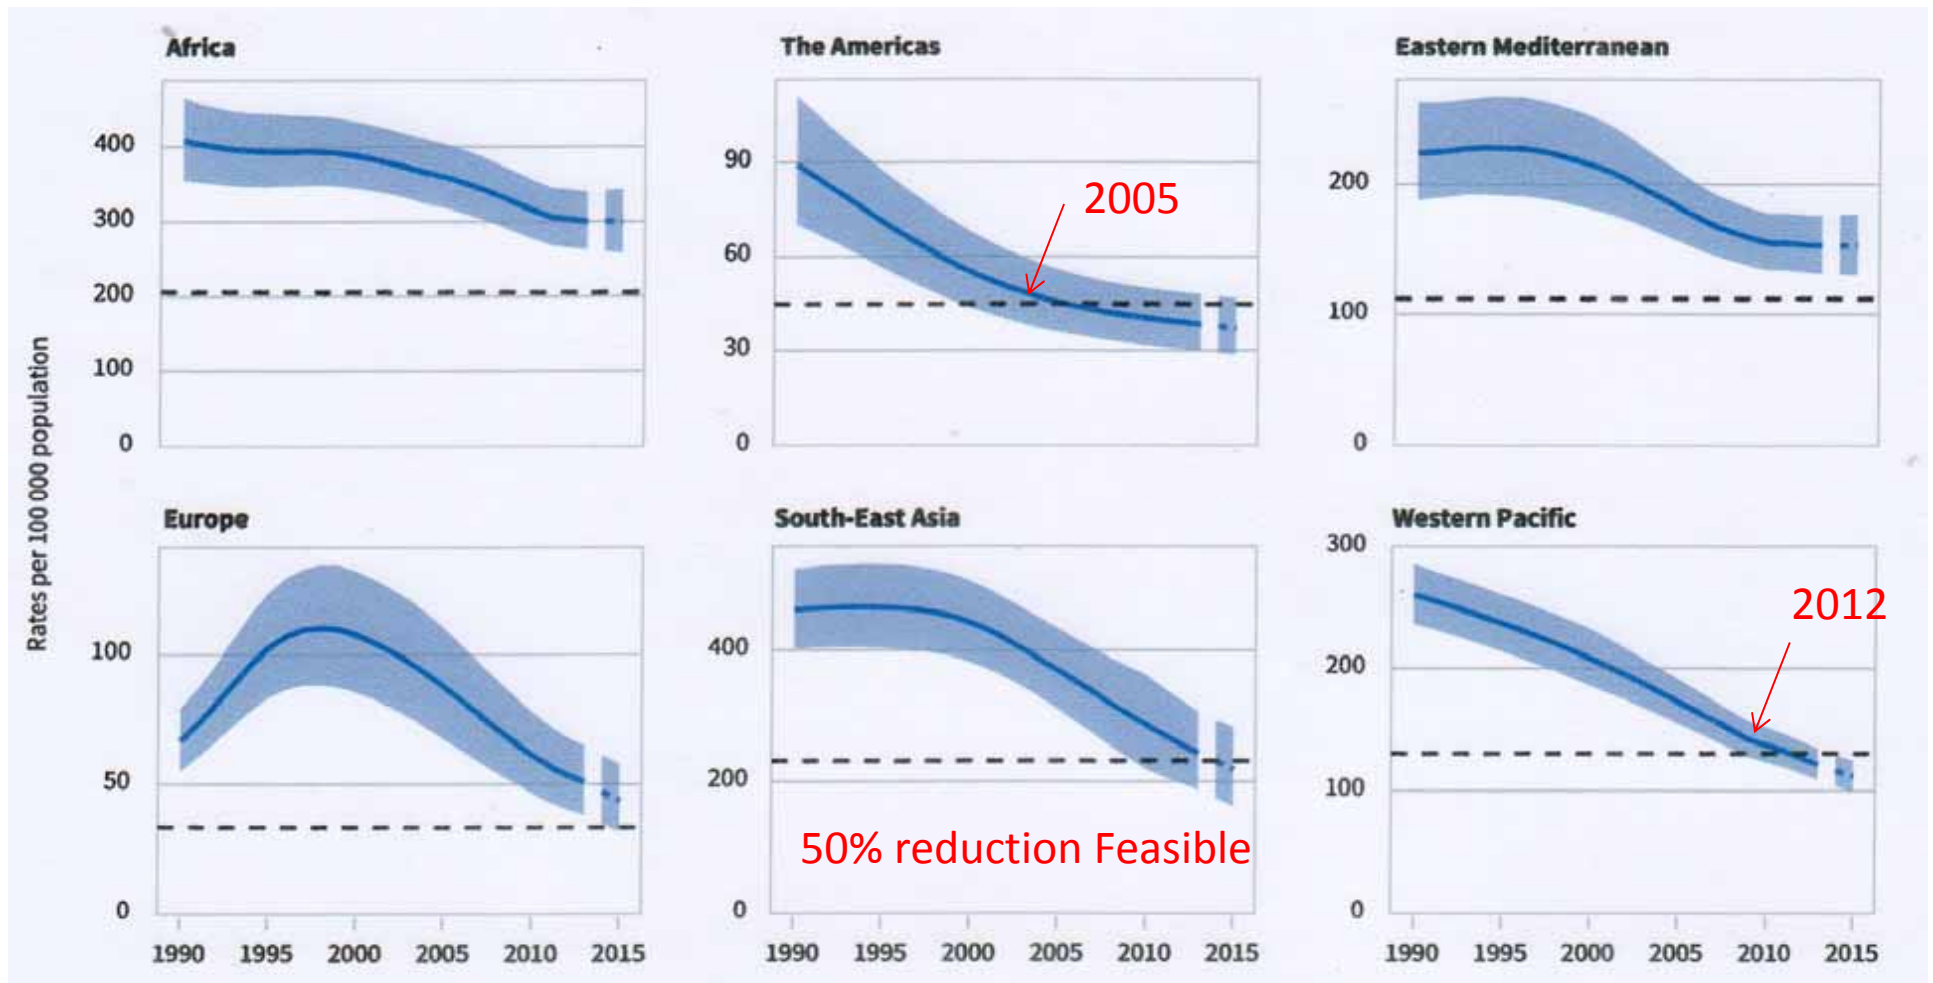 Africa
The Americas
Eastern Mediterranean
400
300
200
100
0
90
60
30
0
2005
200
100
0
Rates per 100 000 population
Europe
South-East Asia
Western Pacific
100
50
0
1990 1995 2000 2005 2010 2015
400
200
0
50% reduction Feasible
1990 1995 2000 2005 2010 2015
300
200
100
0
2012
1990 1995 2000 2005 2010 2015